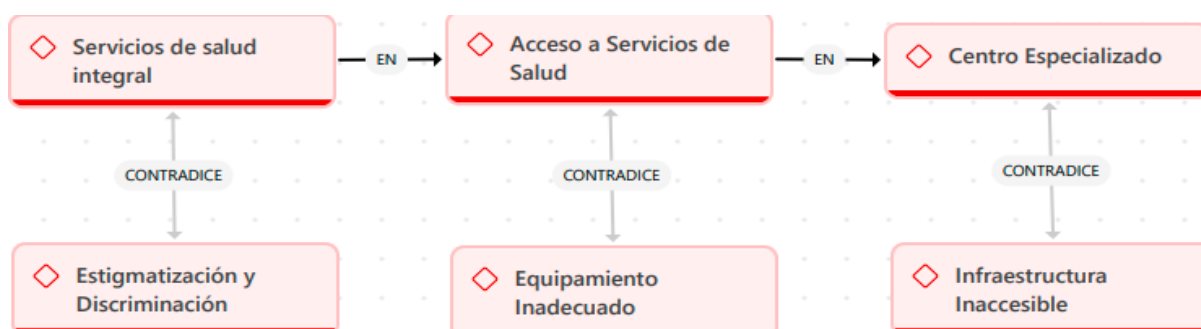 Servicios de salud
integral
EN
Acceso a Servicios de
Salud
EN
Centro Especializado
CONTRADICE
CONTRADICE
CONTRADICE
Estigmatización y
Discriminación
Equipamiento
Inadecuado
Infraestructura
Inaccesible